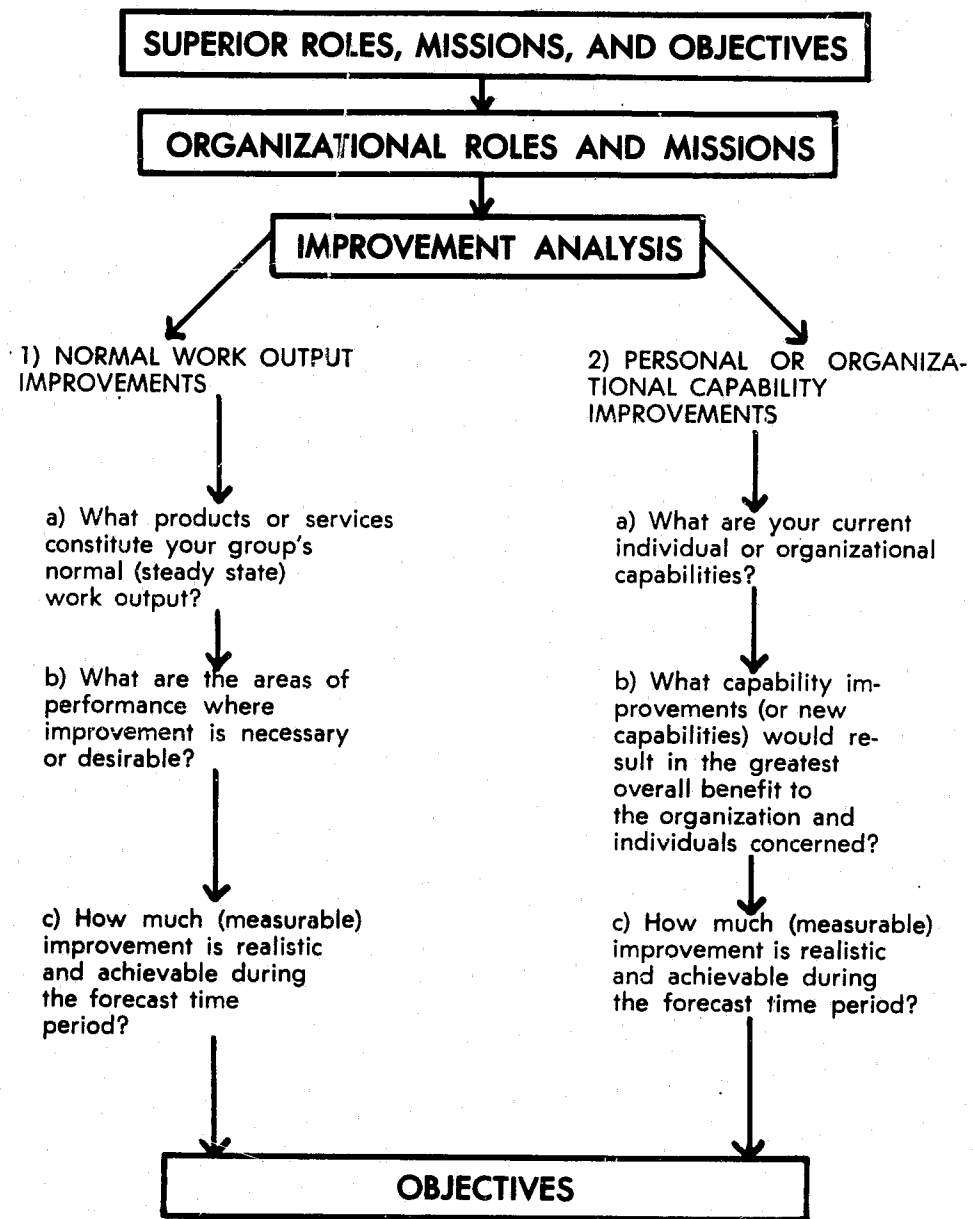 SUPERIOR ROLES, MISSIONS, AND OBJECTIVES
ORGANIZATIONAL ROLES AND MISSIONS
IMPROVEMENT ANALYSIS
1) NORMAL WORK OUTPUT
IMPROVEMENTS
a) What products or services
constitute your group's
normal (steady state)
work output?
b) What are the areas of
performance where
improvement is necessary
or desirable?
c) How much (measurable)
improvement is realistic
and achievable during
the forecast time
period?
2) PERSONAL OR ORGANIZA-
TIONAL CAPABILITY
IMPROVEMENTS
a) What are your current
individual or organizational
capabilities?
b) What capability im-
provements (or new
capabilities) would re-
sult in the greatest
overall benefit to
the organization and
individuals concerned?
c) How much (measurable)
improvement is realistic
and achievable during
the forecast time period?
OBJECTIVES